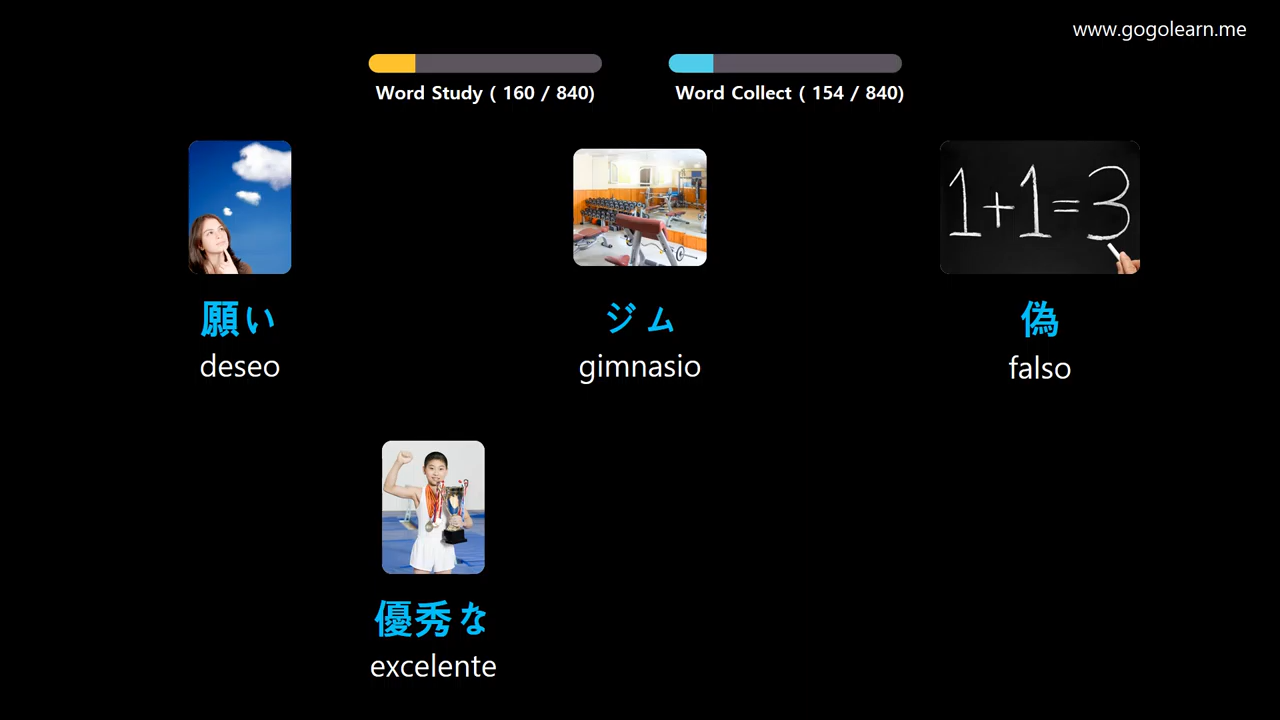 www.gogolearn.me
Word Study ( 160 / 840)
Word Collect ( 154 / 840)
1+1=3
願い
deseo
ジム
gimnasio
偽
falso
優秀な
excelente